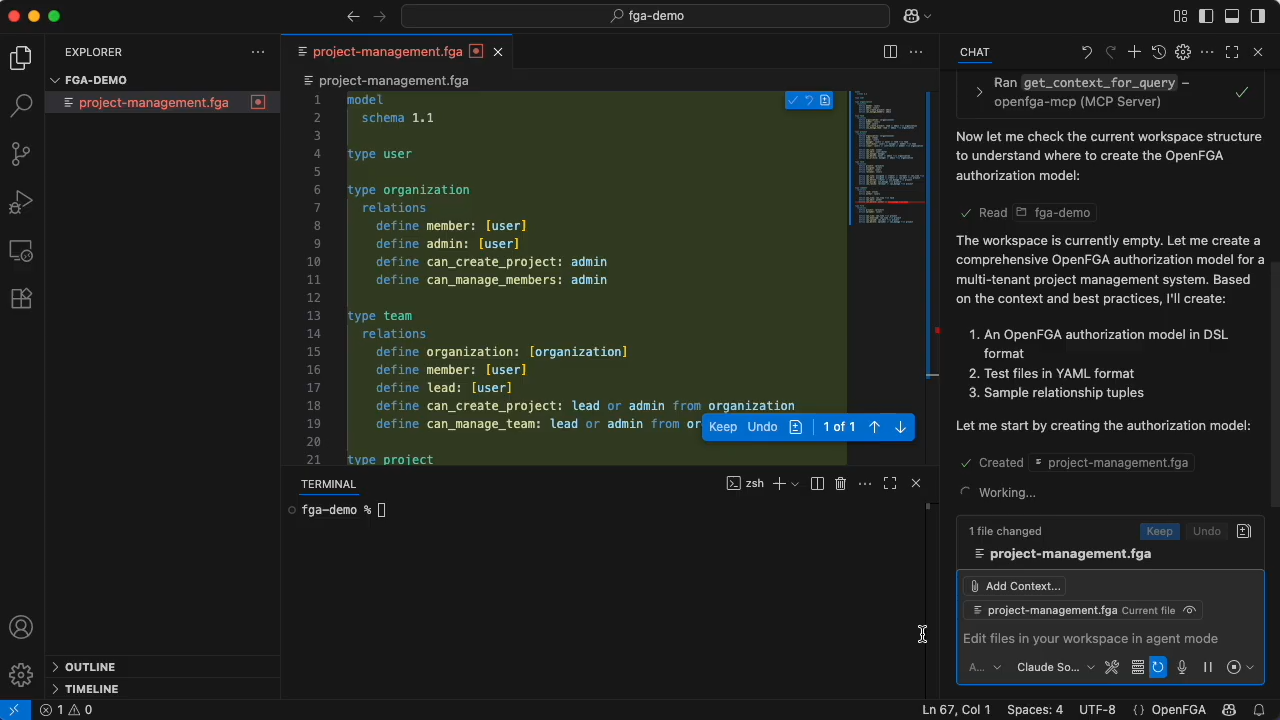 fga-demo
EXPLORER
FGA-DEMO
project-management.fga
OUTLINE
TIMELINE
project-management.fga
project-management.fga
1 model
2 schema 1.1
3
4 type user
5
6 type organization
7 relations
8 define member: [user]
9 define admin: [user]
10 define can_create_project: admin
11 define can_manage_members: admin
12
13 type team
14 relations
15 define organization: [organization]
16 define member: [user]
17 define lead: [user]
18 define can_create_project: lead or admin from organization
19 define can_manage_team: lead or admin from or
20
21 type project
Keep Undo 1 of 1
TERMINAL
zsh
fga-demo %
CHAT
Ran get_context_for_query –
openfga-mcp (MCP Server)
Now let me check the current workspace structure
to understand where to create the OpenFGA
authorization model:
Read fga-demo
The workspace is currently empty. Let me create a
comprehensive OpenFGA authorization model for a
multi-tenant project management system. Based
on the context and best practices, I'll create:
1. An OpenFGA authorization model in DSL
format
2. Test files in YAML format
3. Sample relationship tuples
Let me start by creating the authorization model:
Created project-management.fga
Working...
1 file changed Keep Undo
project-management.fga
Add Context...
project-management.fga Current file
Edit files in your workspace in agent mode
A... Claude So...
1 0 Ln 67, Col 1 Spaces: 4 UTF-8 {} OpenFGA